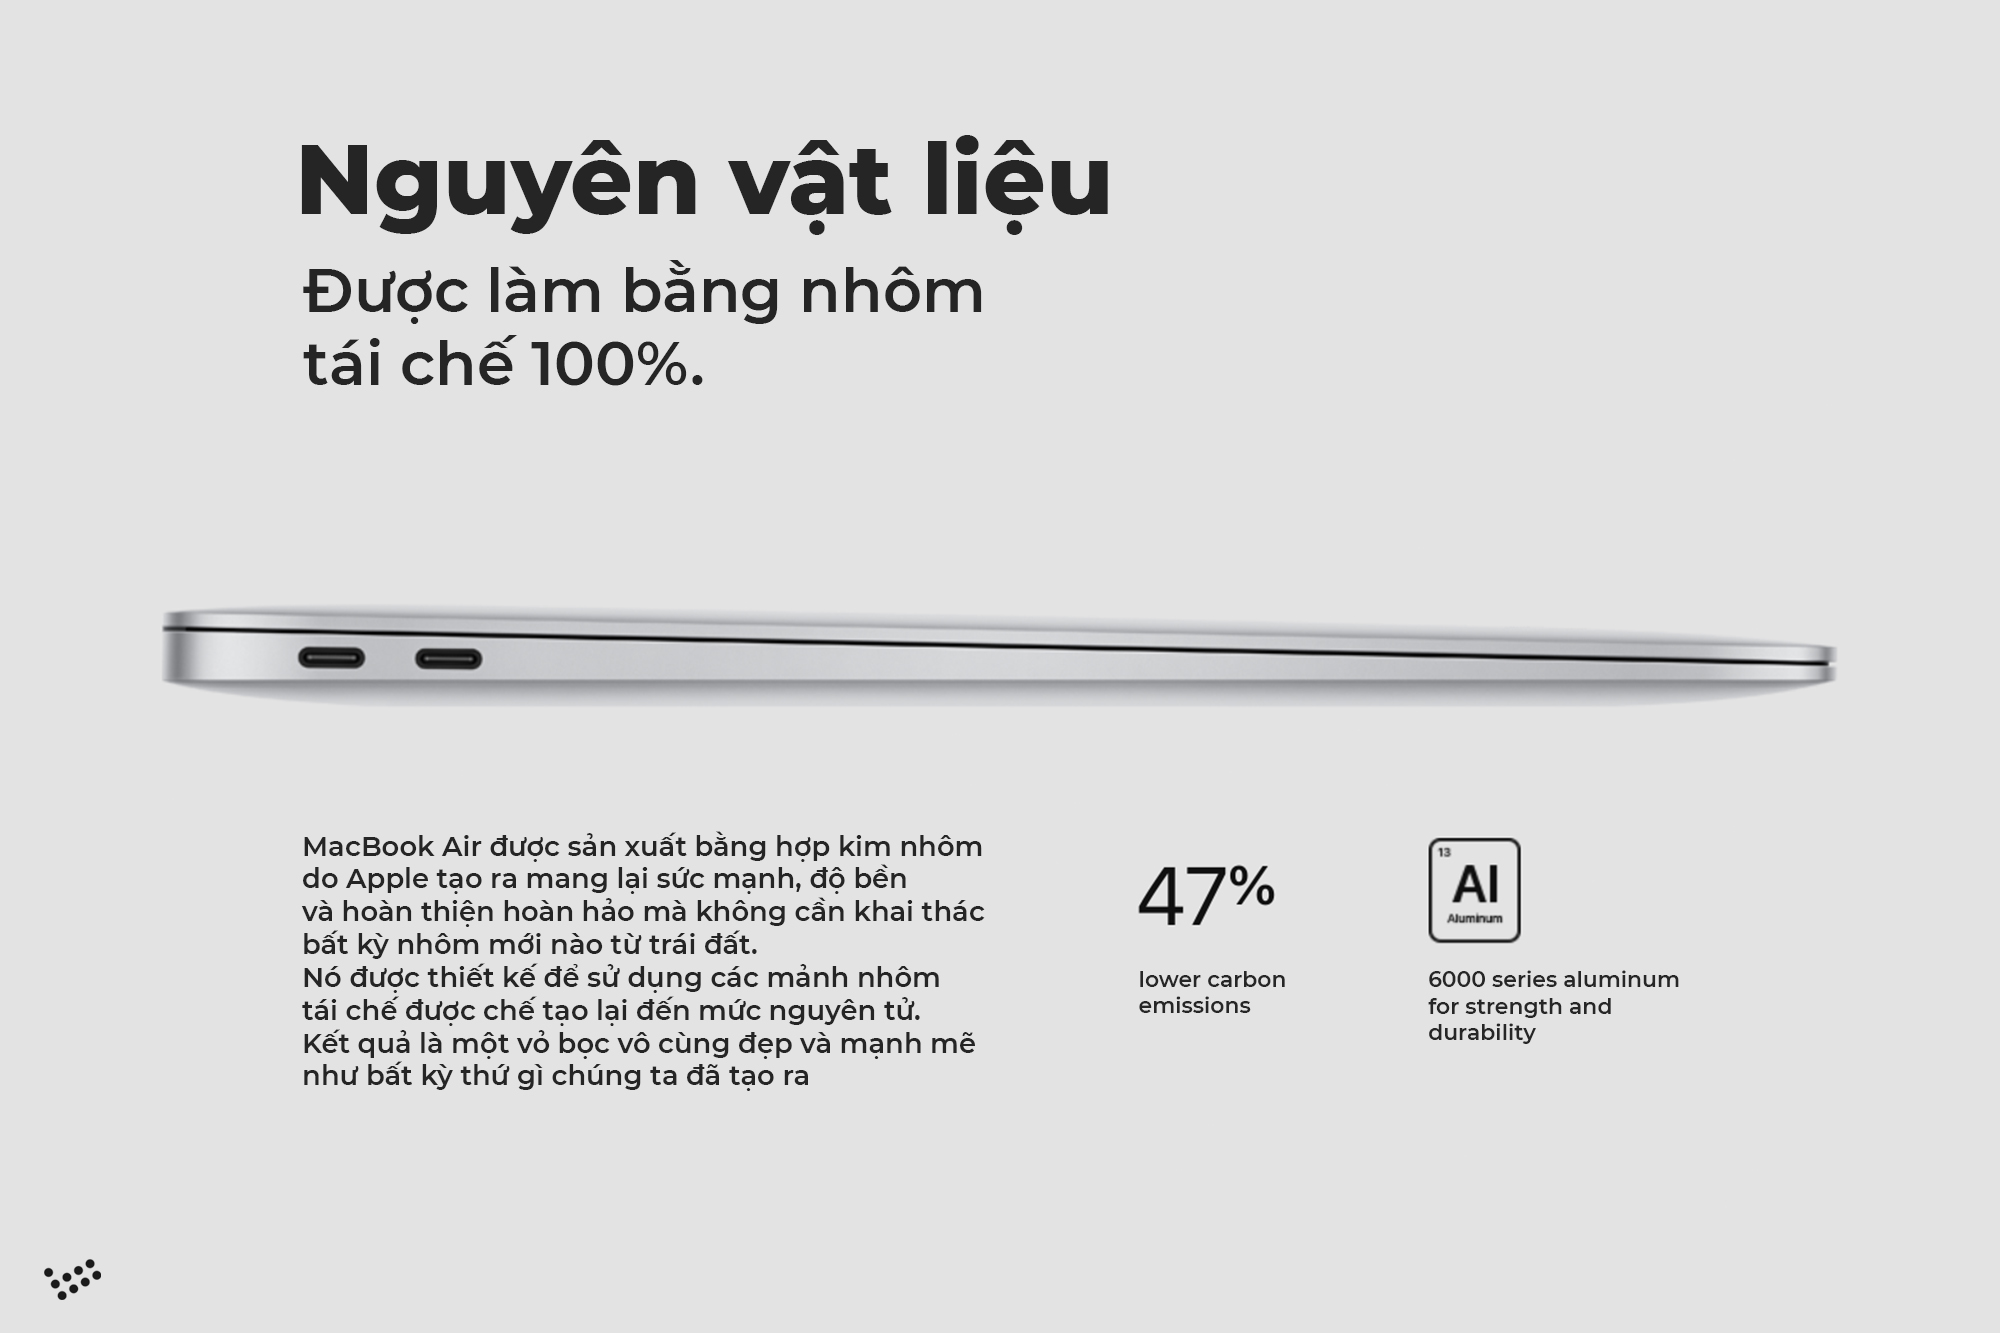 Nguyên vật liệu
Được làm bằng nhôm
tái chế 100%.
MacBook Air được sản xuất bằng hợp kim nhôm
do Apple tạo ra mang lại sức mạnh, độ bền
và hoàn thiện hoàn hảo mà không cần khai thác
bất kỳ nhôm mới nào từ trái đất.
Nó được thiết kế để sử dụng các mảnh nhôm
tái chế được chế tạo lại đến mức nguyên tử.
Kết quả là một vỏ bọc vô cùng đẹp và mạnh mẽ
như bất kỳ thứ gì chúng ta đã tạo ra
47%
lower carbon
emissions
13
Al
Aluminum
6000 series aluminum
for strength and
durability